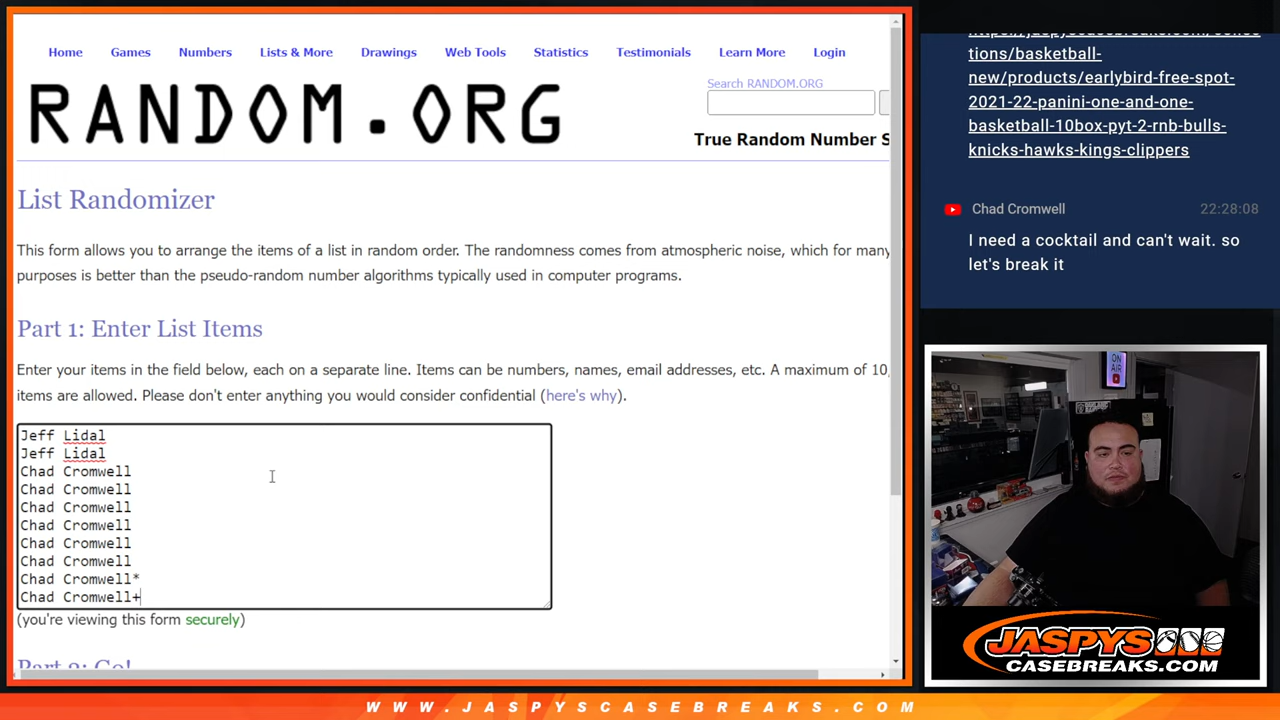 Home Games Numbers Lists & More Drawings Web Tools Statistics Testimonials Learn More Login
RANDOM.ORG
Search RANDOM.ORG
True Random Number S
List Randomizer
This form allows you to arrange the items of a list in random order. The randomness comes from atmospheric noise, which for many
purposes is better than the pseudo-random number algorithms typically used in computer programs.
Part 1: Enter List Items
Enter your items in the field below, each on a separate line. Items can be numbers, names, email addresses, etc. A maximum of 10,
items are allowed. Please don't enter anything you would consider confidential (here's why).
Jeff Lidal
Jeff Lidal
Chad Cromwell
Chad Cromwell
Chad Cromwell
Chad Cromwell
Chad Cromwell
Chad Cromwell
Chad Cromwell*
Chad Cromwell+
(you're viewing this form securely)
Part 2: Go!
tions/basketball-
new/products/earlybird-free-spot-
2021-22-panini-one-and-one-
basketball-10box-pyt-2-rnb-bulls-
knicks-hawks-kings-clippers
Chad Cromwell 22:28:08
I need a cocktail and can't wait. so
let's break it
ON
AIR
JASPYS
CASEBREAKS.COM
WWW.JASPYSCASEBREAKS.COM